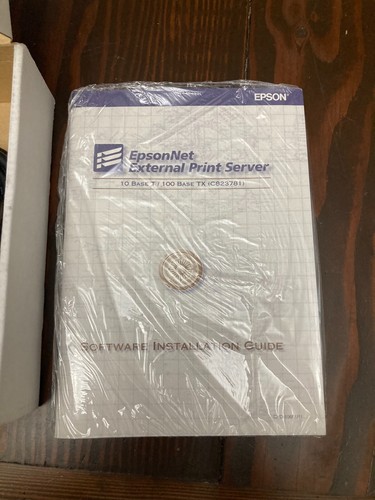 EPSON
EpsonNet
External Print Server
10 Base T / 100 Base TX (C823781)
Software Installation Guide